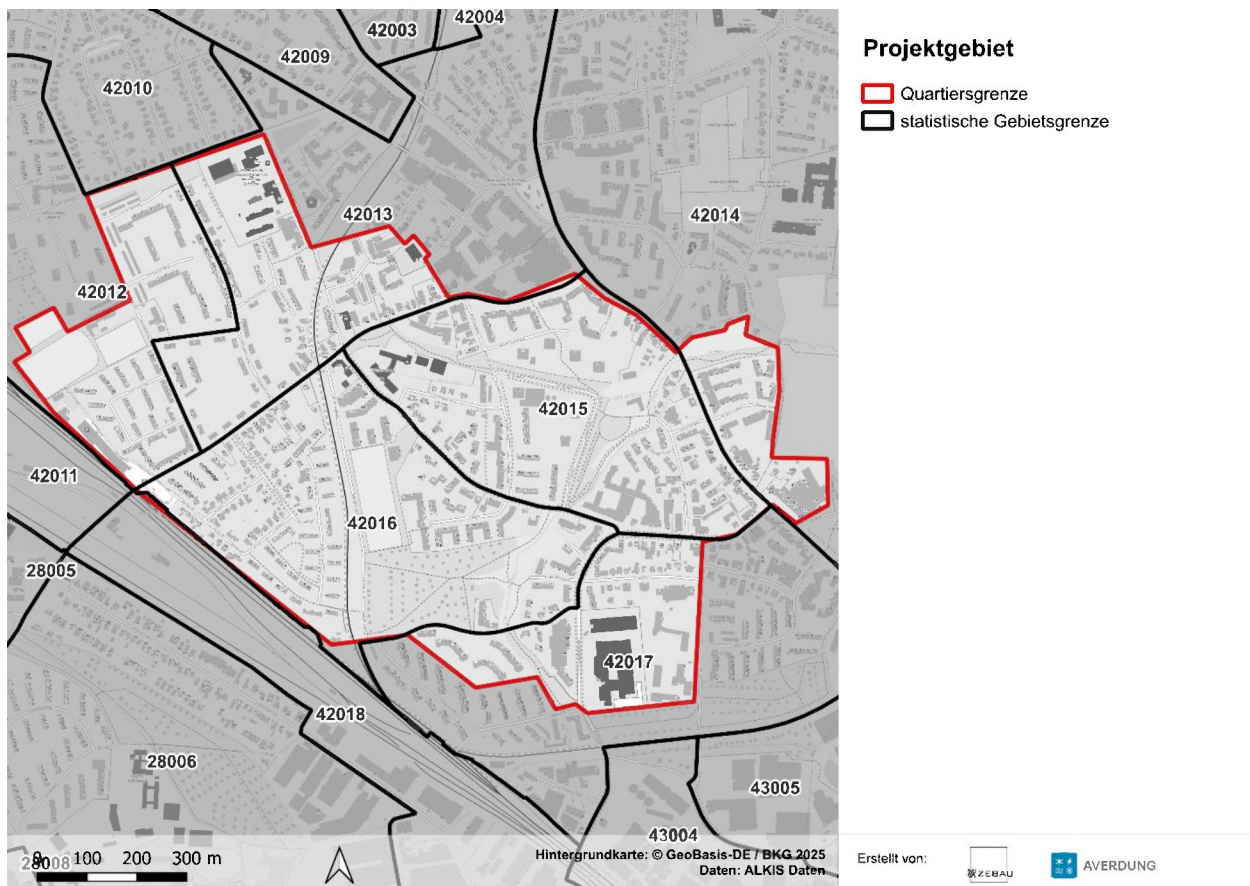 42004
42003
42009
42010
42013
42014
42012
42015
42011
42016
28005
42017
42018
28006
43005
43004
28008
0 100 200 300 m
Hintergrundkarte: © GeoBasis-DE / BKG 2025
Daten: ALKIS Daten
Projektgebiet
Quartiersgrenze
statistische Gebietsgrenze
Erstellt von:
ZEBAU
AVERDUNG